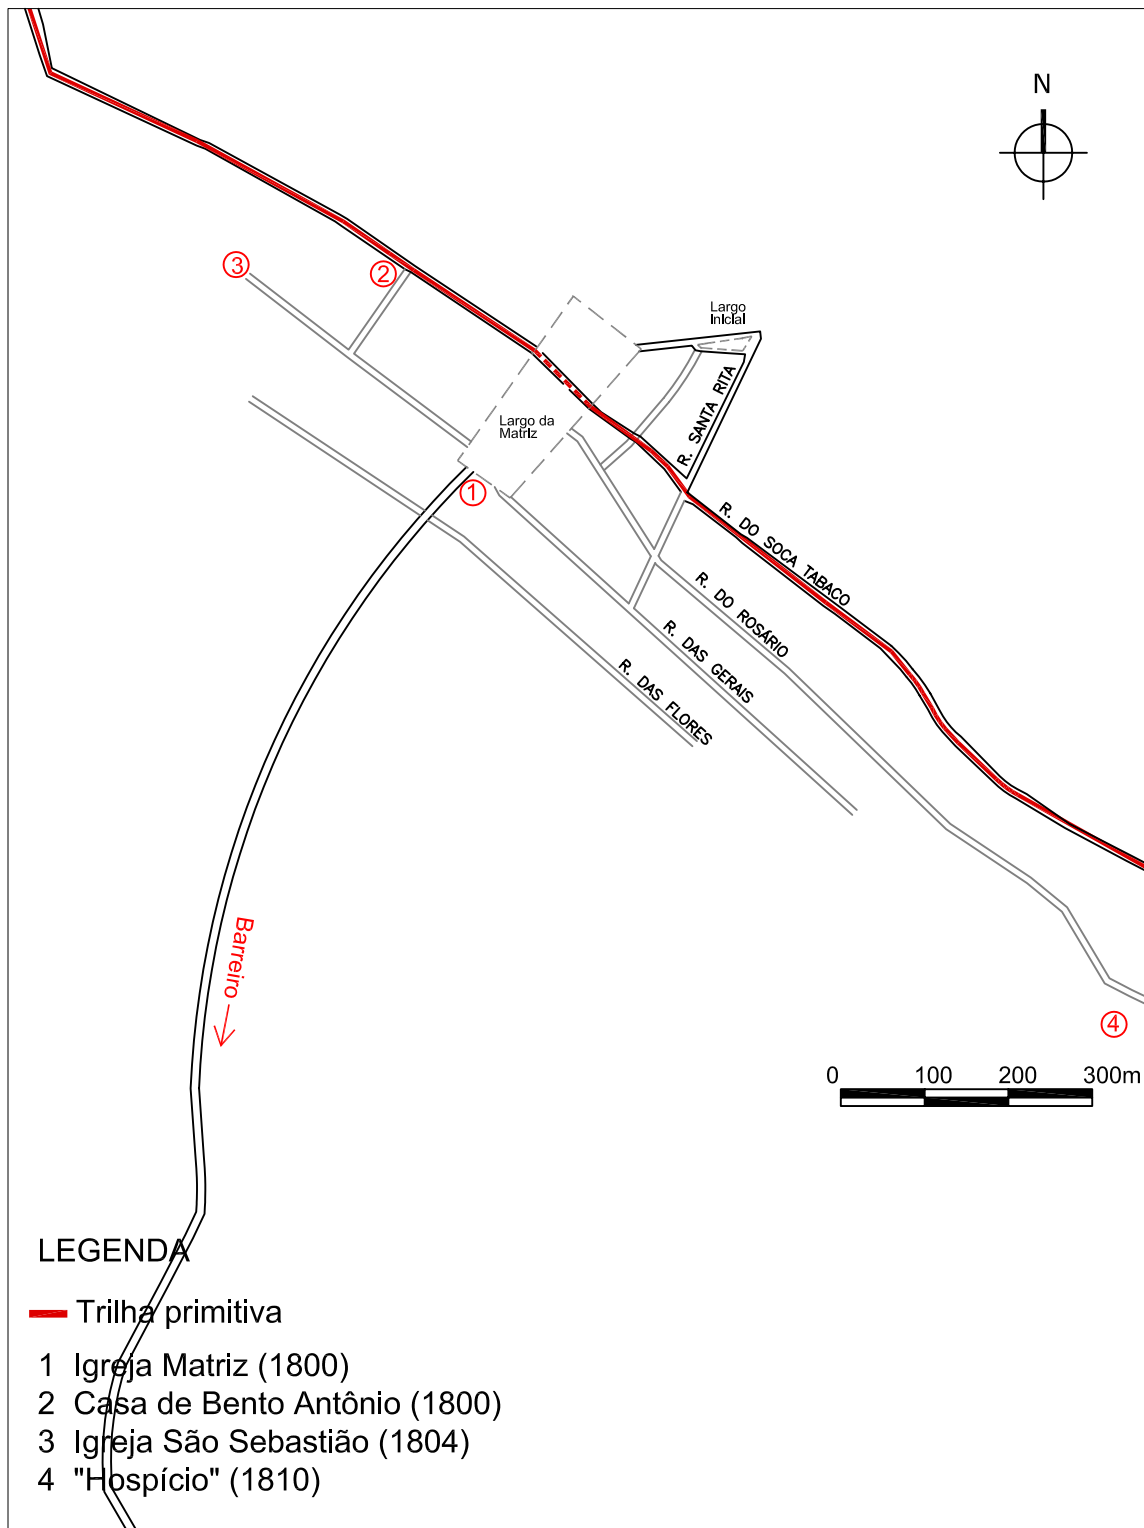 N
3
2
Largo
Inicial
R. SANTA RITA
Largo da
Matriz
1
R. DO SOCA TABACO
R. DO ROSÁRIO
R. DAS GERAIS
R. DAS FLORES
Barreiro
4
0 100 200 300m
LEGENDA
Trilha primitiva
1 Igreja Matriz (1800)
2 Casa de Bento Antônio (1800)
3 Igreja São Sebastião (1804)
4 "Hospício" (1810)